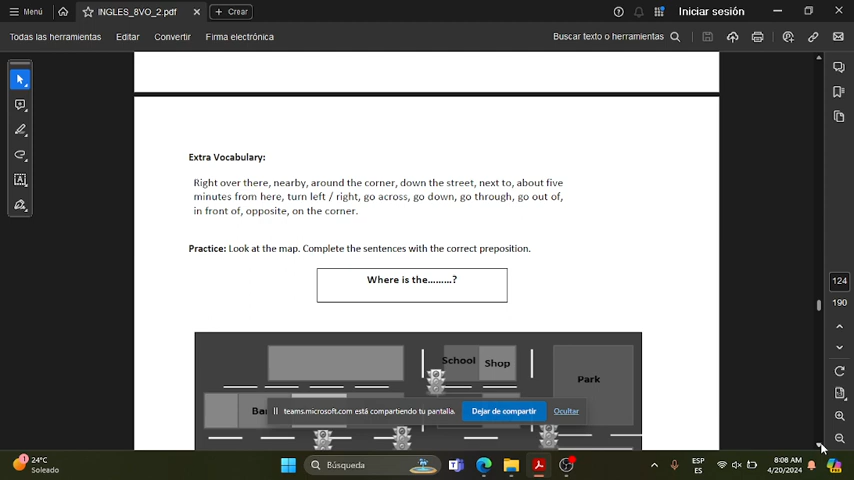 Menú
INGLES_8VO_2.pdf
Crear
Iniciar sesión
Todas las herramientas
Editar
Convertir
Firma electrónica
Buscar texto o herramientas
Extra Vocabulary:
Right over there, nearby, around the corner, down the street, next to, about five
minutes from here, turn left / right, go across, go down, go through, go out of,
in front of, opposite, on the corner.
Practice: Look at the map. Complete the sentences with the correct preposition.
Where is the.........?
124
190
School
Shop
Park
teams.microsoft.com está compartiendo tu pantalla.
Dejar de compartir
Ocultar
1
24°C
Soleado
Búsqueda
ESP
ES
8:08 AM
4/20/2024